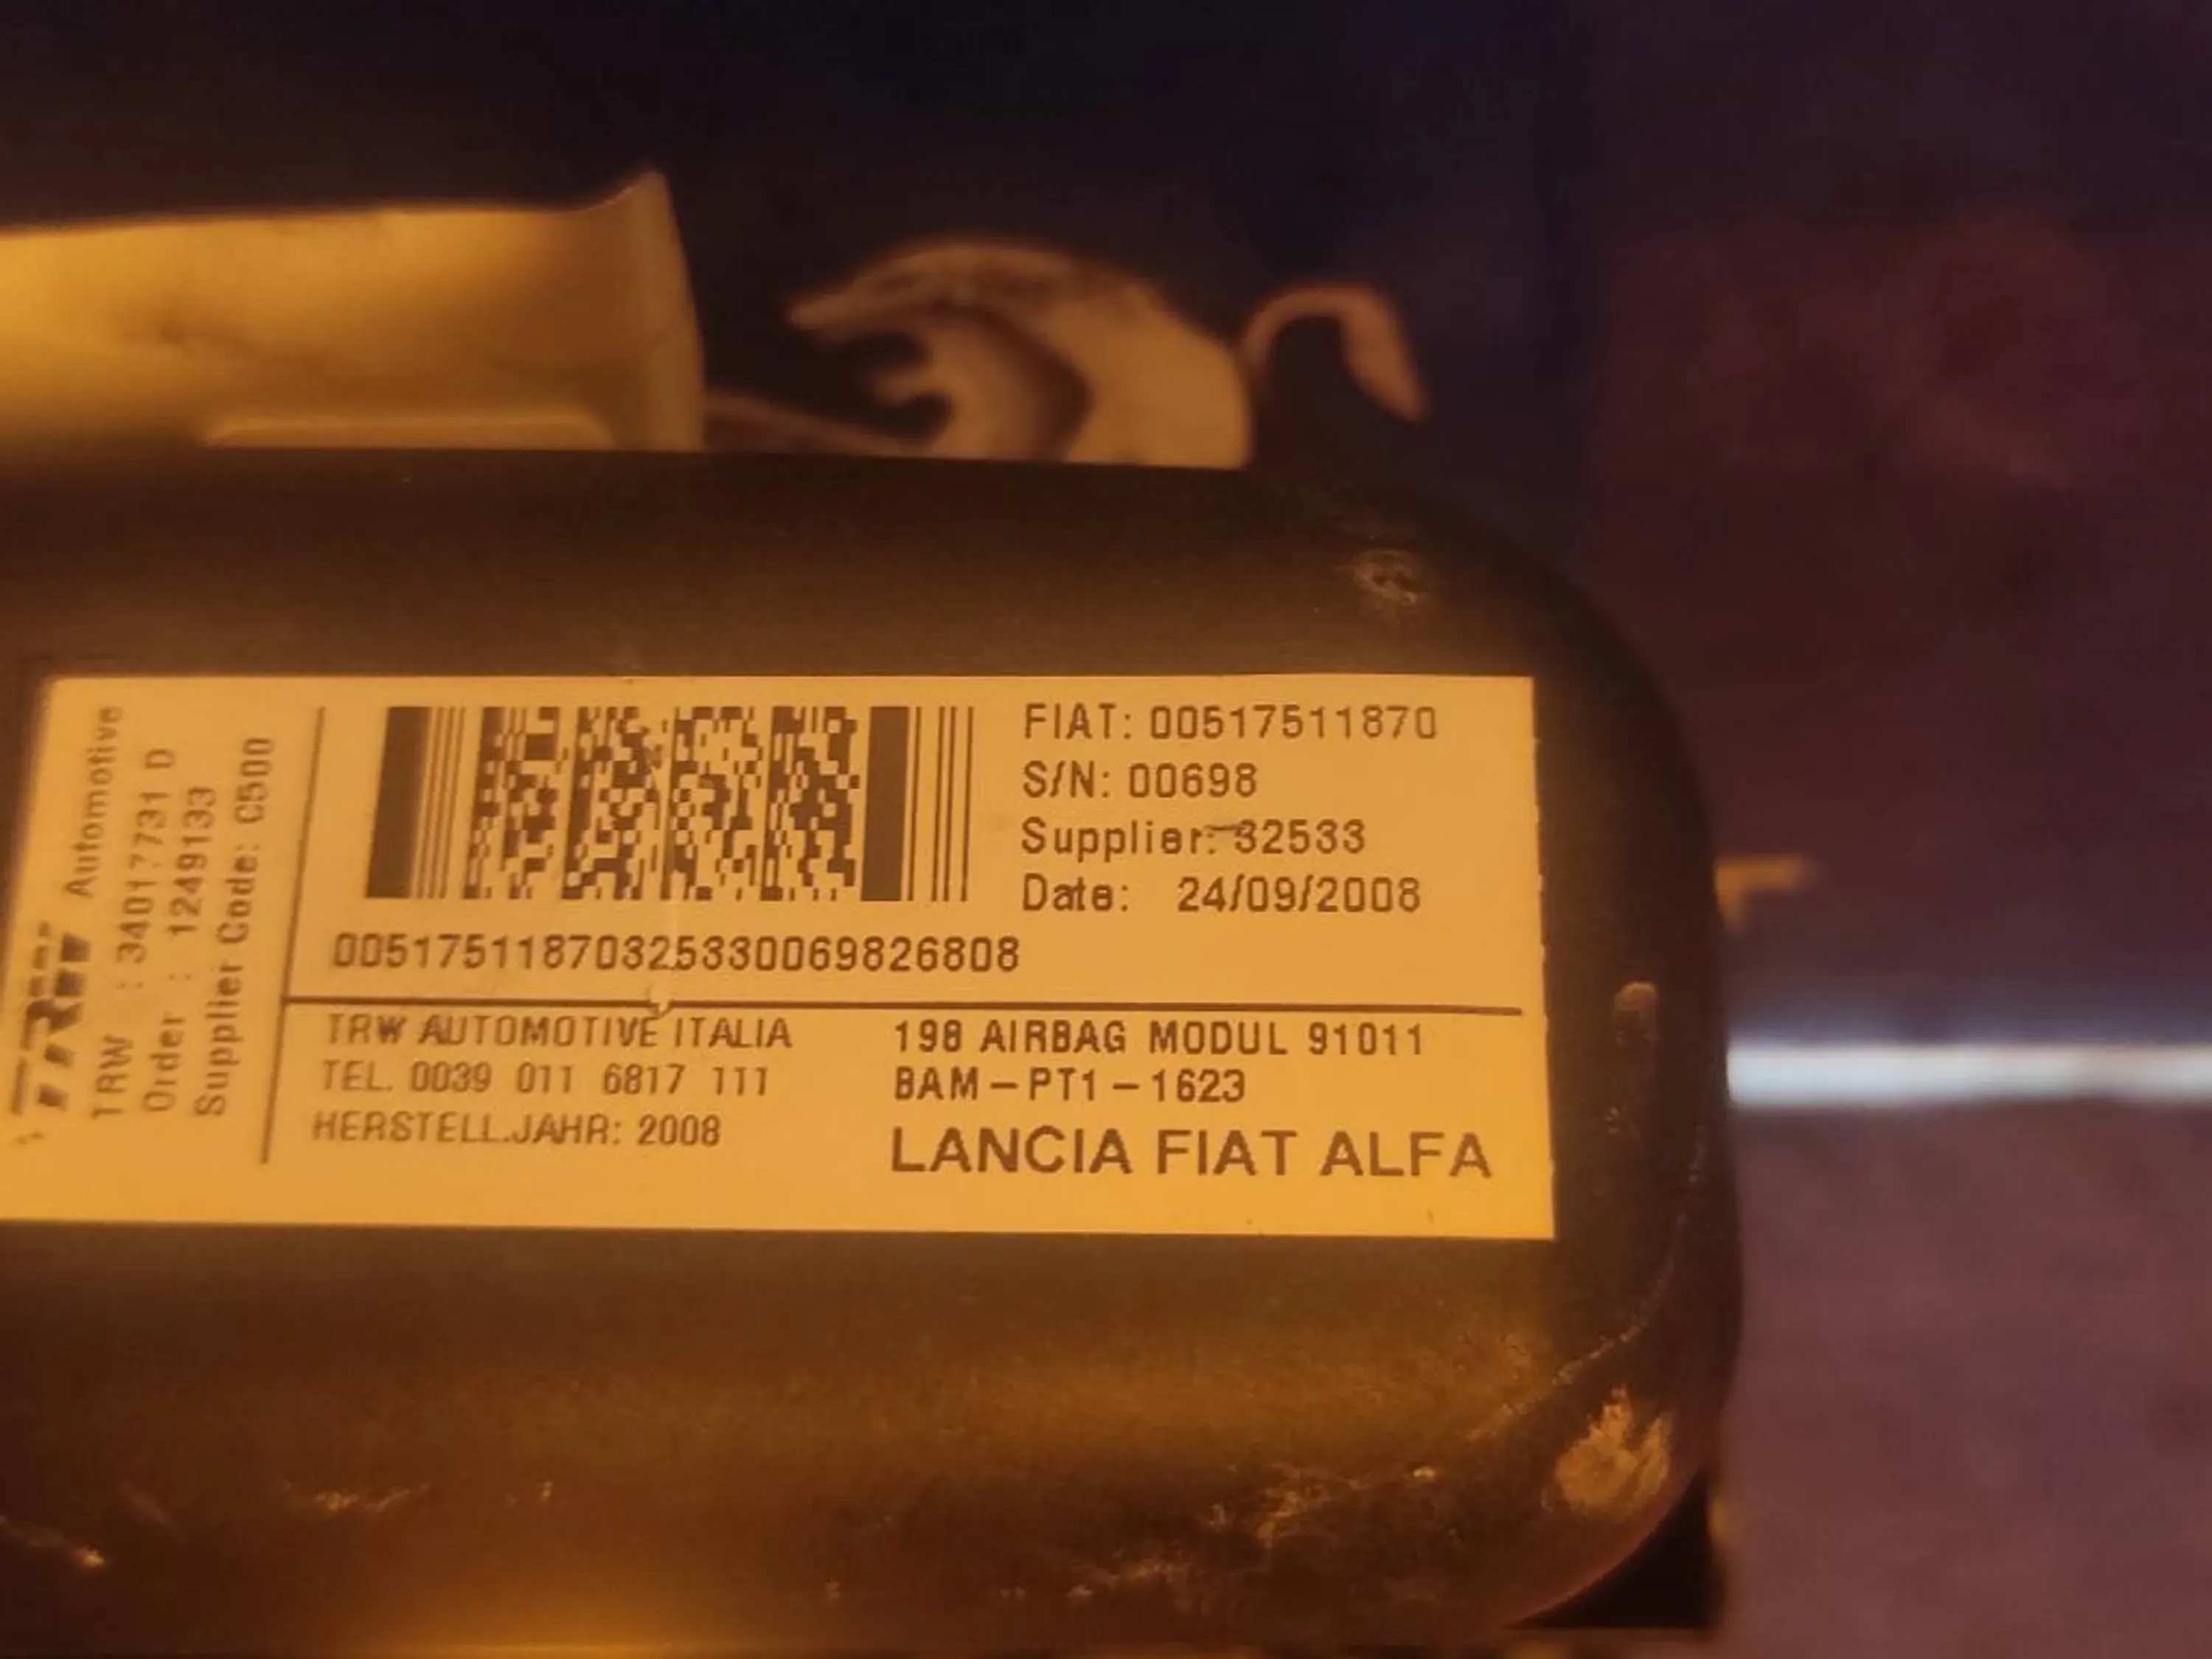 TRW Automotive
TRW : 34017731 D
Order : 1249133
Supplier Code: C500
FIAT: 00517511870
S/N: 00698
Supplier: 32533
Date: 24/09/2008
00517511870325330069826808
TRW AUTOMOTIVE ITALIA
TEL. 0039 011 6817 111
HERSTELL.JAHR: 2008
198 AIRBAG MODUL 91011
BAM-PT1-1623
LANCIA FIAT ALFA